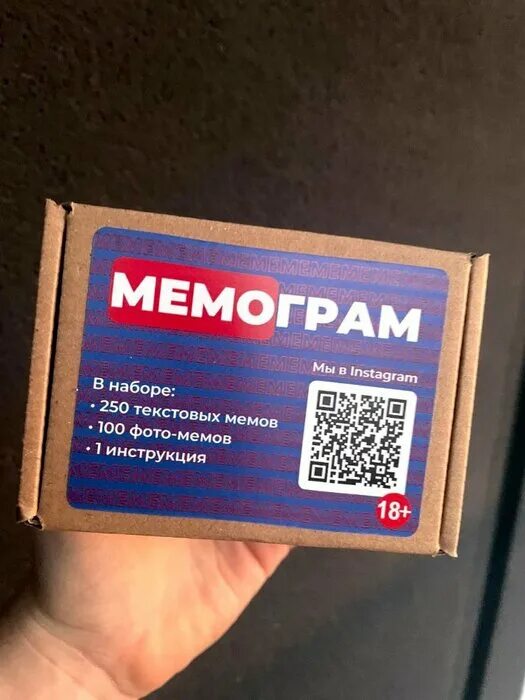 МЕМОГРАМ
Мы в Instagram
В наборе:
• 250 текстовых мемов
• 100 фото-мемов
• 1 инструкция
18+